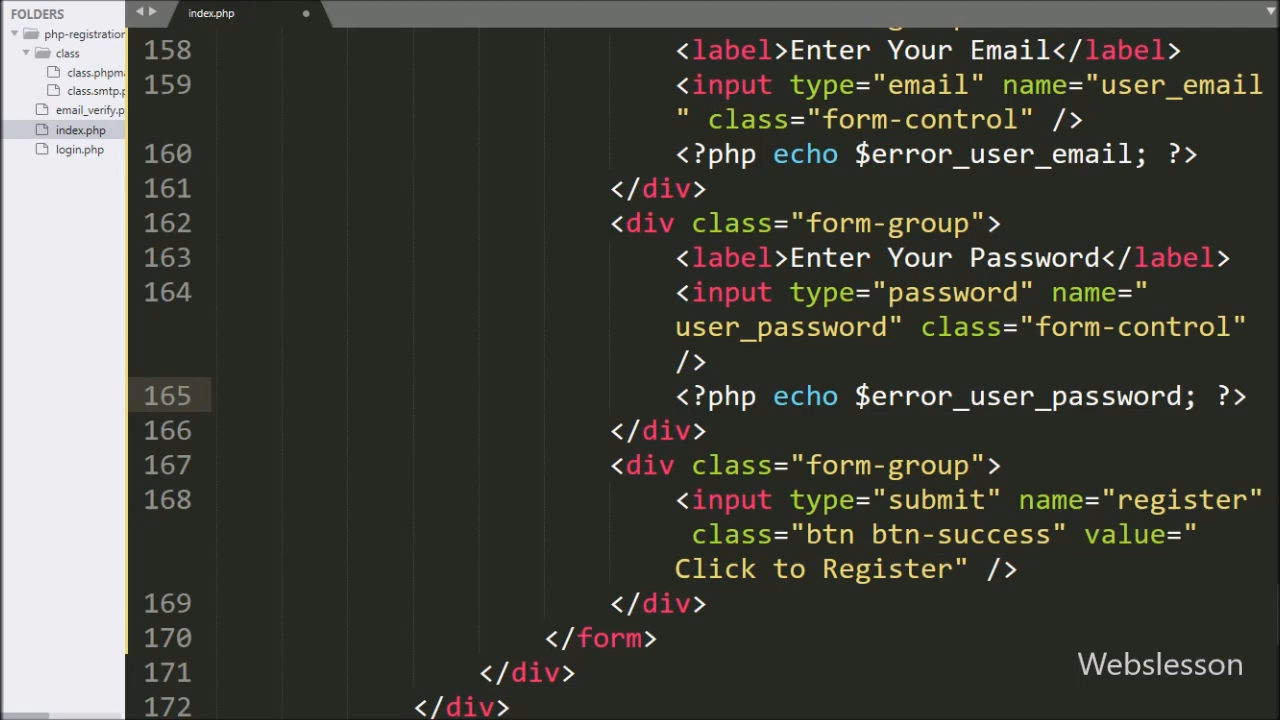 FOLDERS
index.php
php-registration
class
class.phpma
class.smtp.p
email_verify.p
index.php
login.php
158 <label>Enter Your Email</label>
159 <input type="email" name="user_email
" class="form-control" />
160 <?php echo $error_user_email; ?>
161 </div>
162 <div class="form-group">
163 <label>Enter Your Password</label>
164 <input type="password" name="
user_password" class="form-control"
/>
165 <?php echo $error_user_password; ?>
166 </div>
167 <div class="form-group">
168 <input type="submit" name="register"
class="btn btn-success" value="
Click to Register" />
169 </div>
170 </form>
171 </div>
172 </div>
Webslesson